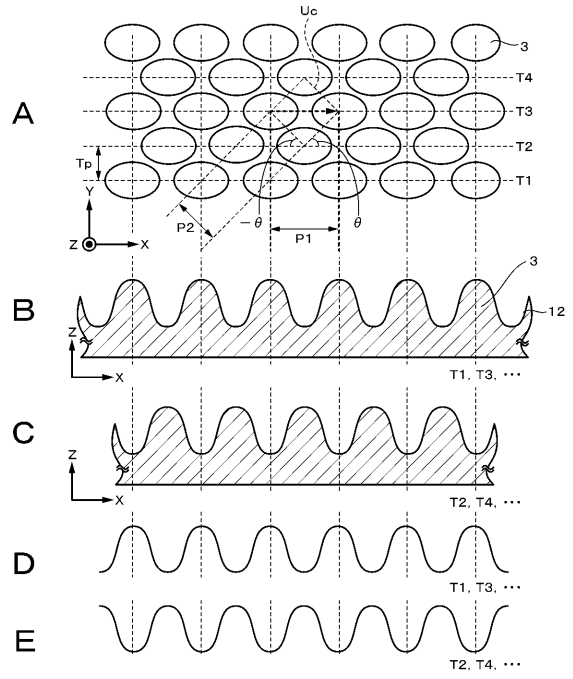 A
Uc
3
T4
T3
T2
T1
Tp
Y
Z
X
P2
−θ
P1
θ
B
3
12
Z
X
T1, T3, ···
C
Z
X
T2, T4, ···
D
T1, T3, ···
E
T2, T4, ···